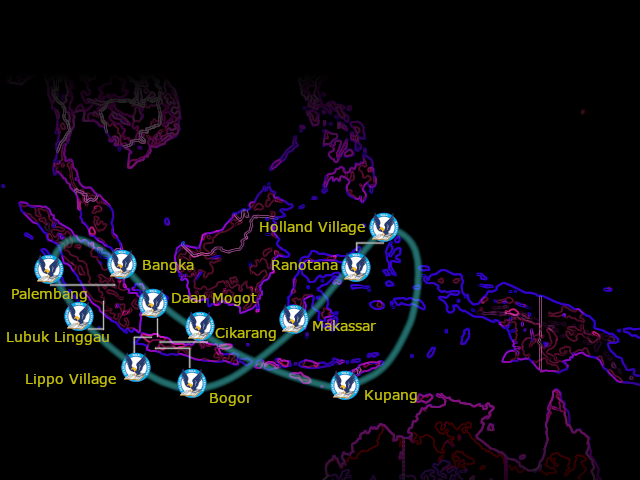 Holland Village
Bangka
Ranotana
Palembang
Daan Mogot
Lubuk Linggau
Cikarang
Makassar
Lippo Village
Bogor
Kupang